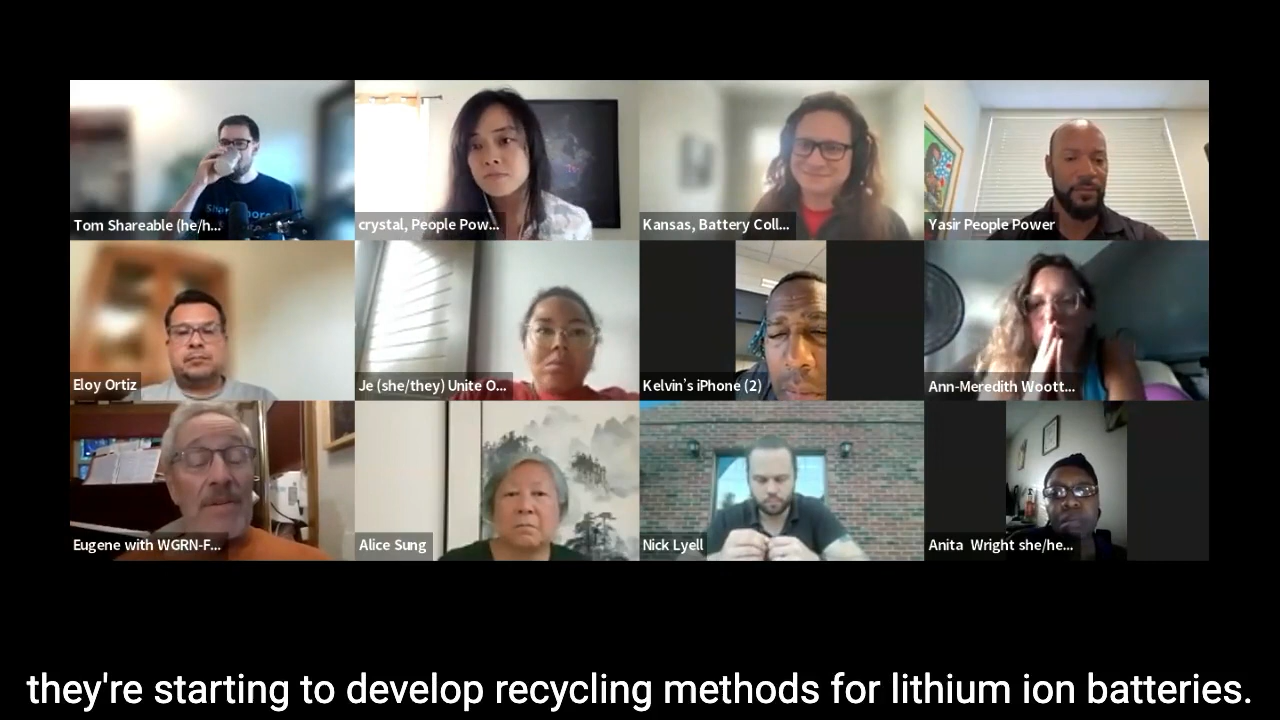 Tom Shareable (he/h...
crystal, People Pow...
Kansas, Battery Coll...
Yasir People Power
Eloy Ortiz
Je (she/they) Unite O...
Kelvin's iPhone (2)
Ann-Meredith Woott...
Eugene with WGRN-F...
Alice Sung
Nick Lyell
Anita Wright she/he...
they're starting to develop recycling methods for lithium ion batteries.